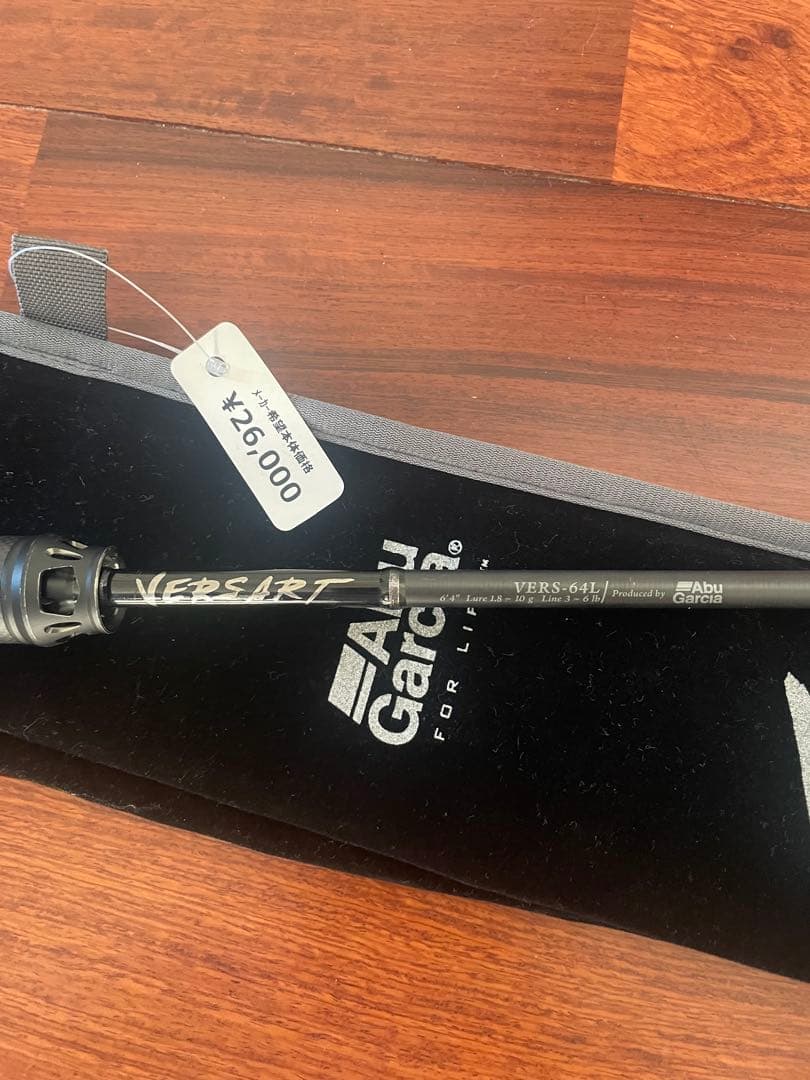 メーカー希望本体価格
¥26,000
VERSART
VERS-64L
6'4" Lure 1.8 ~ 10 g Line 3 ~ 6 lb
Produced by
Abu
Garcia
Abu
Garcia®
FOR LIFE™